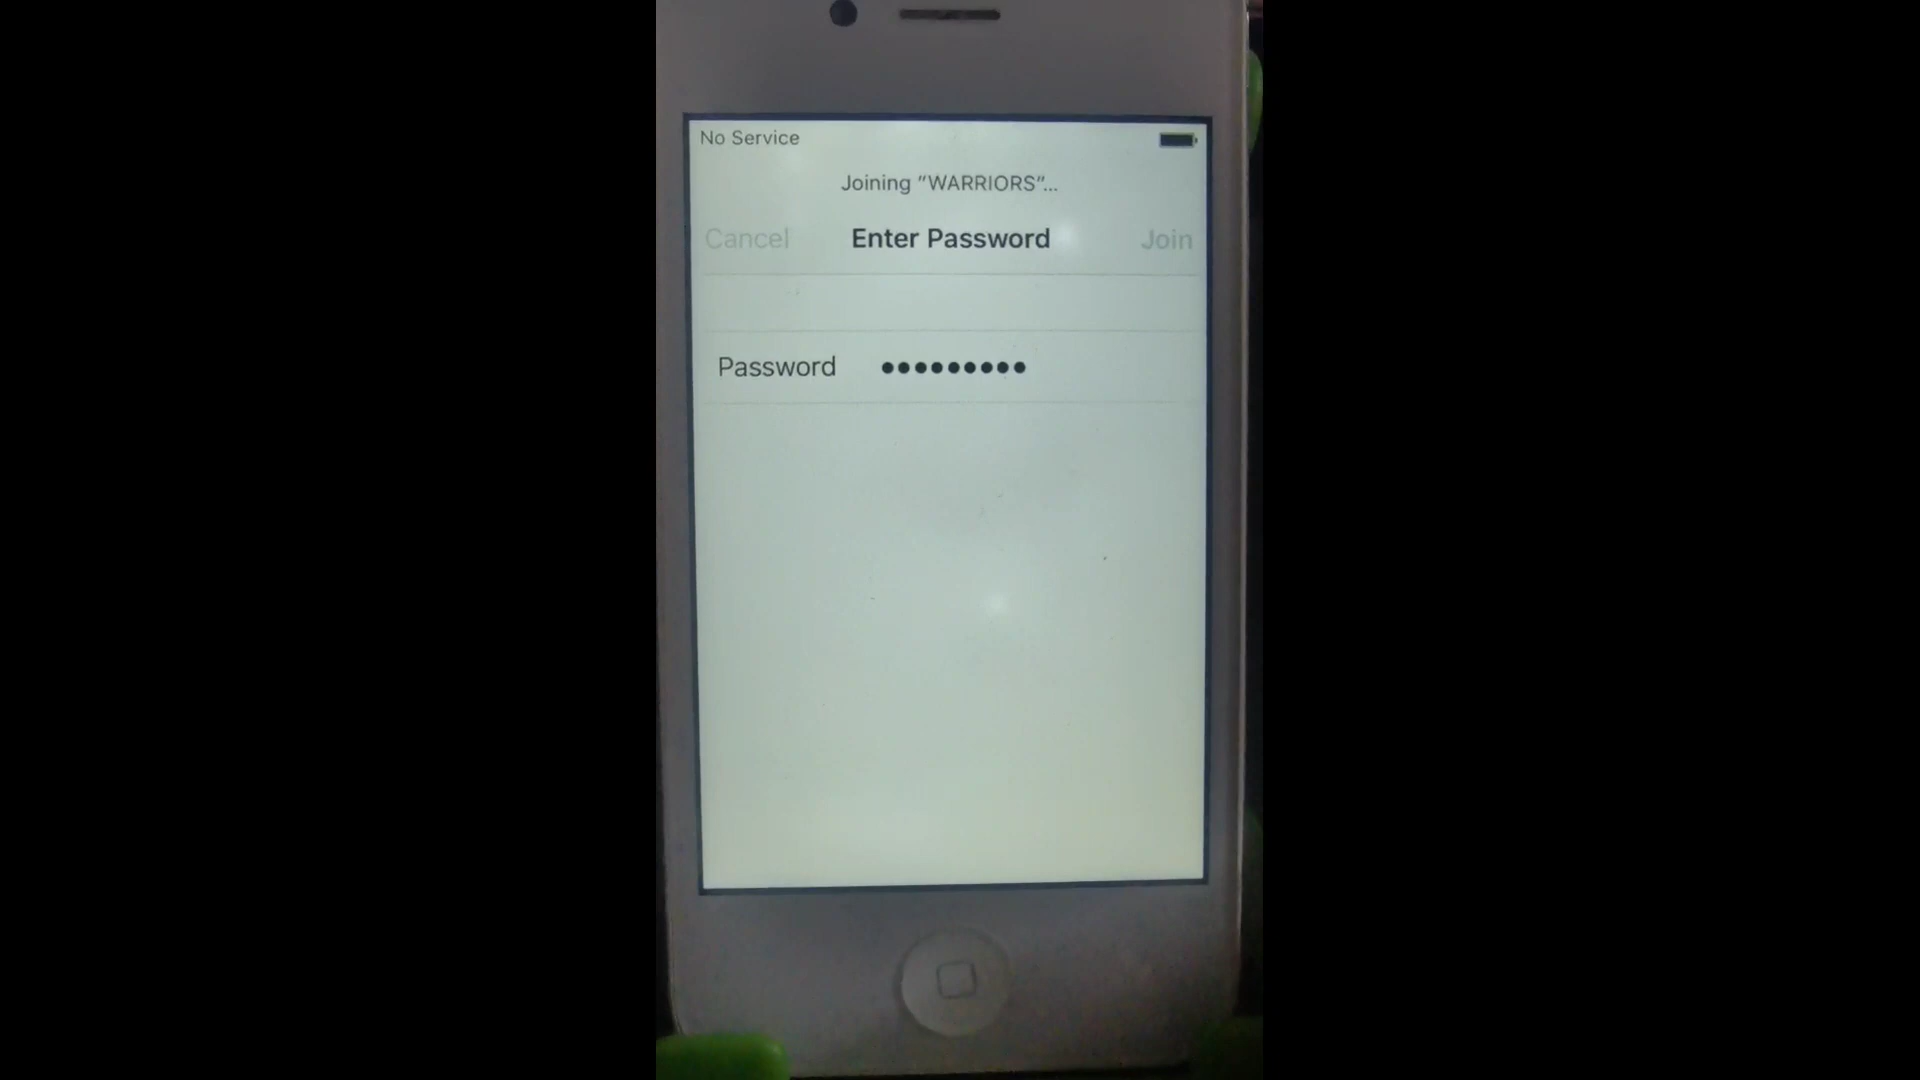 No Service
Joining "WARRIORS"...
Cancel Enter Password Join
Password •••••••••